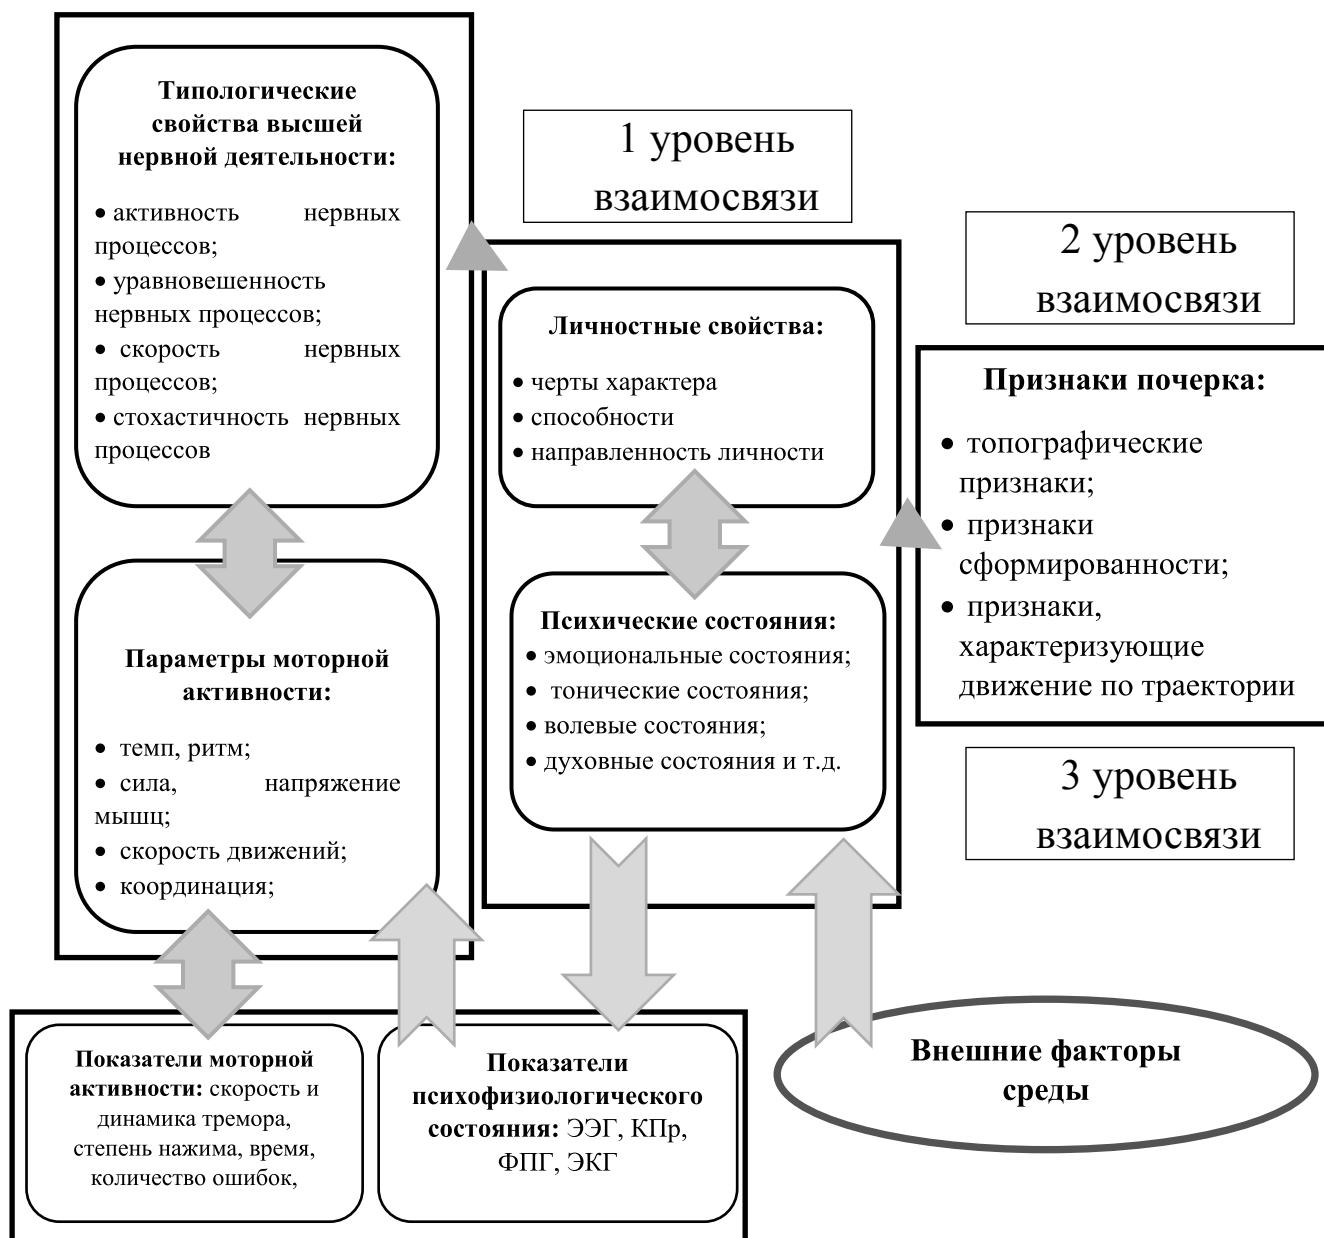 Типологические
свойства высшей
нервной деятельности:
• активность нервных
процессов;
• уравновешенность
нервных процессов;
• скорость нервных
процессов;
• стохастичность нервных
процессов
Параметры моторной
активности:
• темп, ритм;
• сила, напряжение
мышц;
• скорость движений;
• координация;
1 уровень
взаимосвязи
Личностные свойства:
• черты характера
• способности
• направленность личности
Психические состояния:
• эмоциональные состояния;
• тонические состояния;
• волевые состояния;
• духовные состояния и т.д.
2 уровень
взаимосвязи
Признаки почерка:
• топографические
признаки;
• признаки
сформированности;
• признаки,
характеризующие
движение по траектории
3 уровень
взаимосвязи
Показатели моторной
активности: скорость и
динамика тремора,
степень нажима, время,
количество ошибок,
Показатели
психофизиологического
состояния: ЭЭГ, КПр,
ФПГ, ЭКГ
Внешние факторы
среды